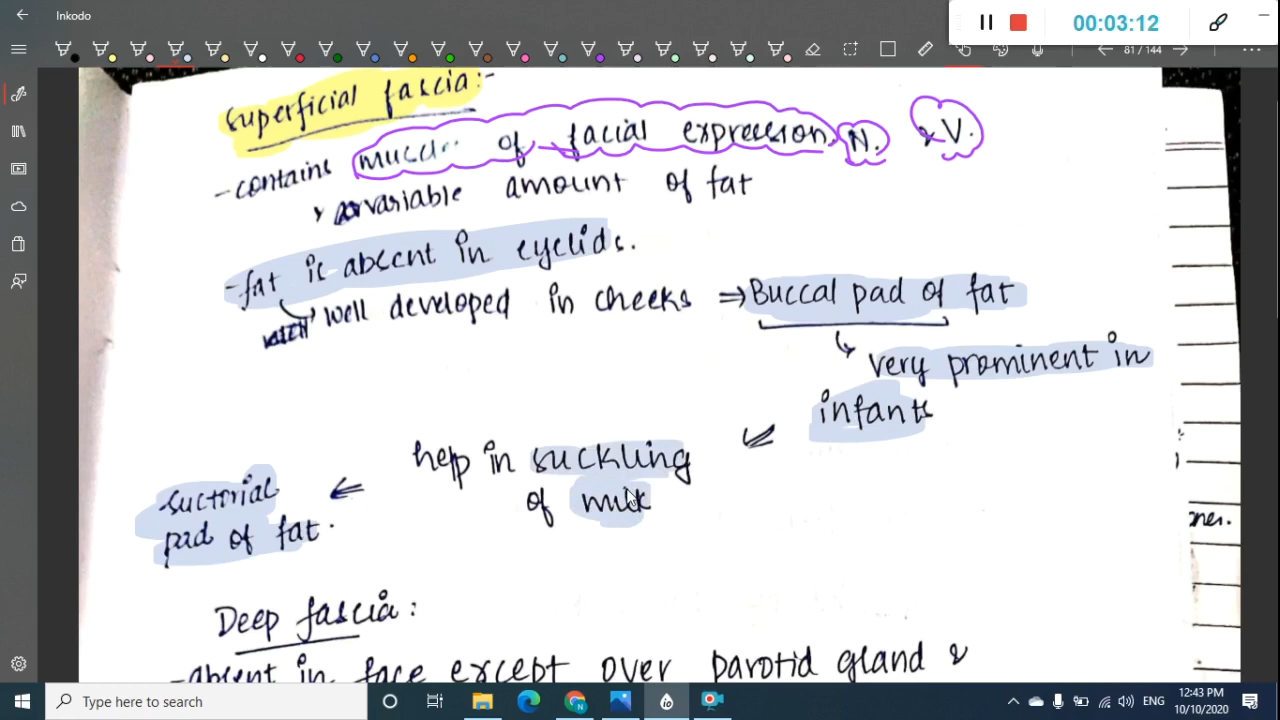 Inkodo
00:03:12
81 / 144
superficial fascia:-
- contains muscle of facial expression, N. & V.
& variable amount of fat
- fat is absent in eyelids.
well developed in cheeks ⇒ Buccal pad of fat
very prominent in
infants
help in suckling
of milk
suctorial
pad of fat.
Deep fascia:
- absent in face except over parotid gland &
Type here to search
ENG
12:43 PM
10/10/2020